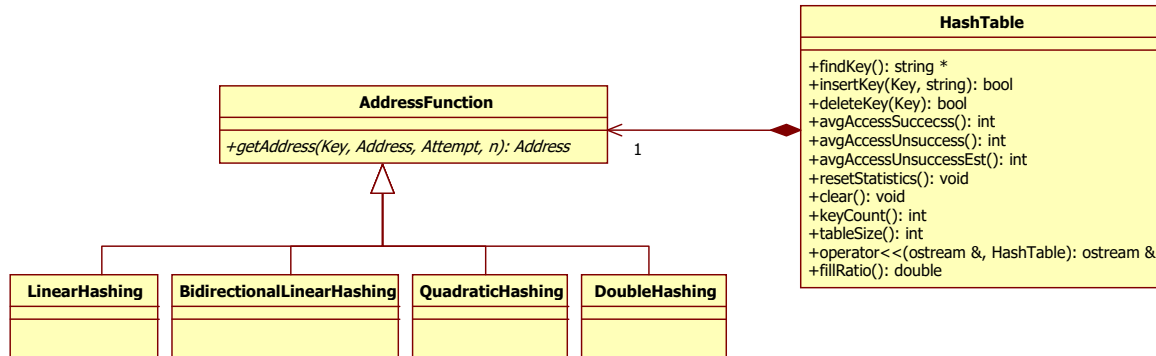 HashTable
+findKey(): string *
+insertKey(Key, string): bool
+deleteKey(Key): bool
+avgAccessSuccecss(): int
+avgAccessUnsuccess(): int
+avgAccessUnsuccessEst(): int
+resetStatistics(): void
+clear(): void
+keyCount(): int
+tableSize(): int
+operator<<(ostream &, HashTable): ostream &
+fillRatio(): double
AddressFunction
+getAddress(Key, Address, Attempt, n): Address
1
LinearHashing
BidirectionalLinearHashing
QuadraticHashing
DoubleHashing